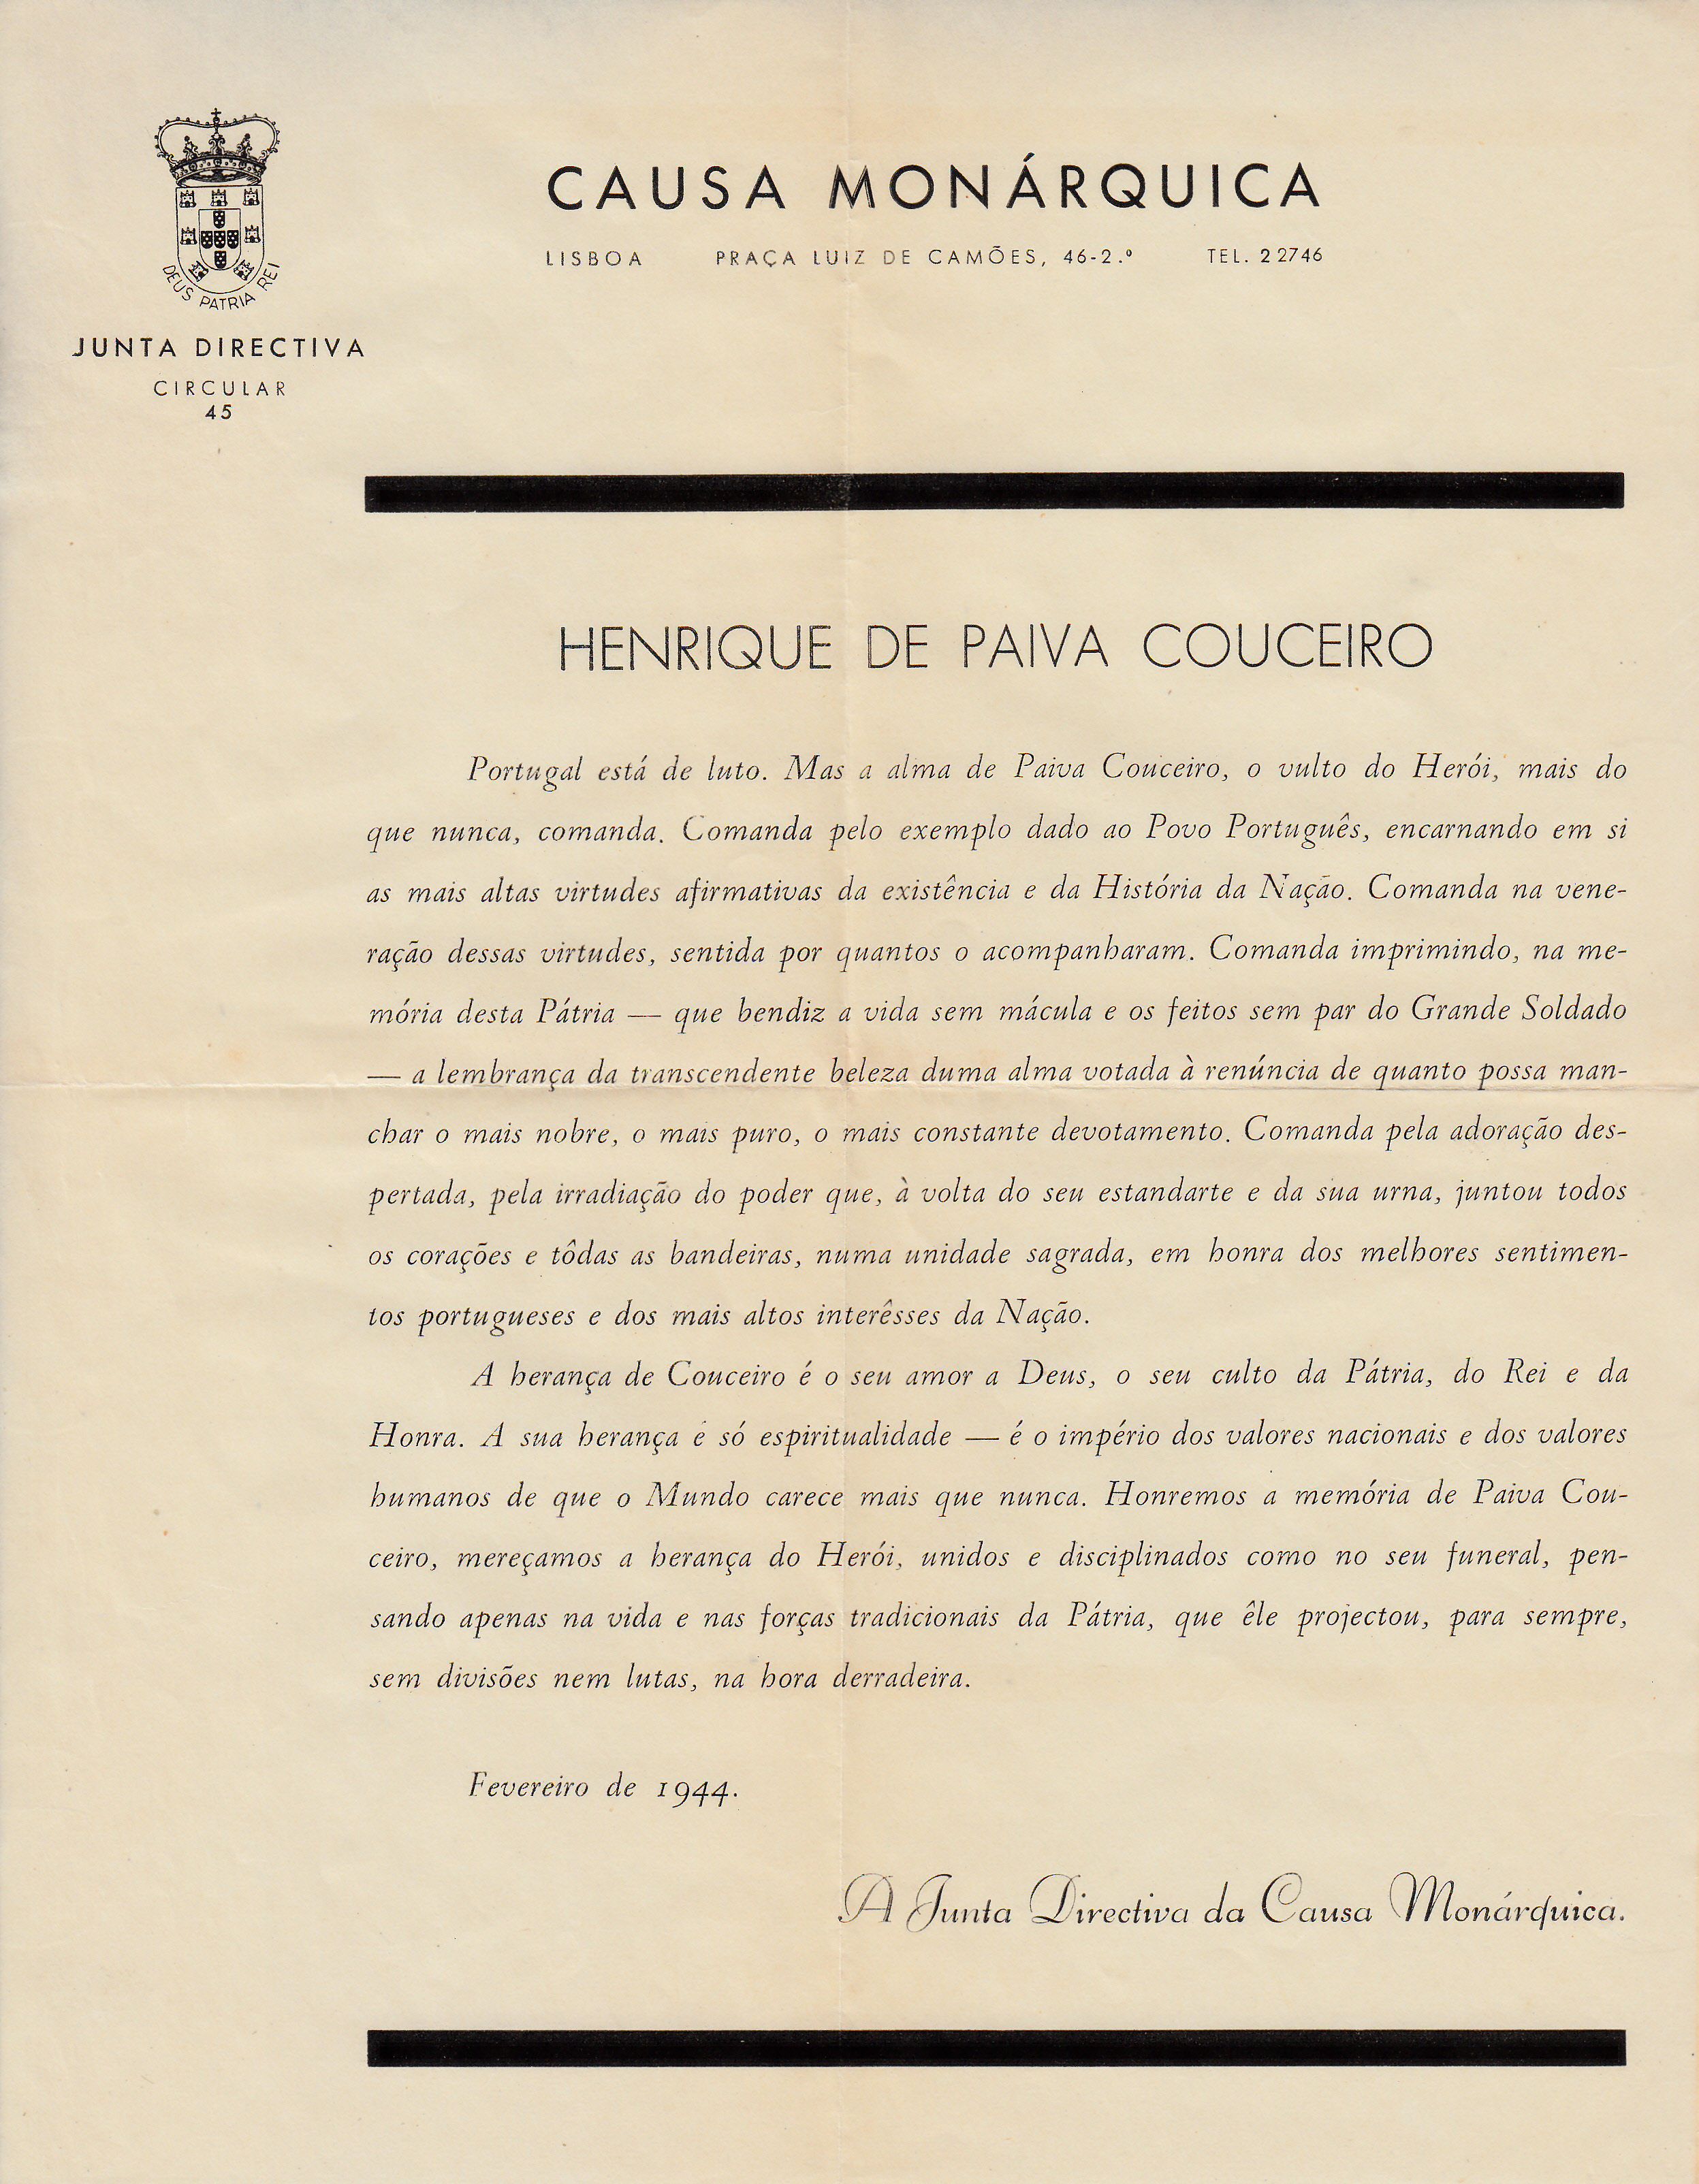 CAUSA MONÁRQUICA
LISBOA PRAÇA LUIZ DE CAMÕES, 46-2.º TEL. 2 2746
DEUS PATRIA REI
JUNTA DIRECTIVA
CIRCULAR
45
HENRIQUE DE PAIVA COUCEIRO
Portugal está de luto. Mas a alma de Paiva Couceiro, o vulto do Herói, mais do
que nunca, comanda. Comanda pelo exemplo dado ao Povo Português, encarnando em si
as mais altas virtudes afirmativas da existência e da História da Nação. Comanda na vene-
ração dessas virtudes, sentida por quantos o acompanharam. Comanda imprimindo, na me-
mória desta Pátria — que bendiz a vida sem mácula e os feitos sem par do Grande Soldado
— a lembrança da transcendente beleza duma alma votada à renúncia de quanto possa man-
char o mais nobre, o mais puro, o mais constante devotamento. Comanda pela adoração des-
pertada, pela irradiação do poder que, à volta do seu estandarte e da sua urna, juntou todos
os corações e tôdas as bandeiras, numa unidade sagrada, em honra dos melhores sentimen-
tos portugueses e dos mais altos interêsses da Nação.
A herança de Couceiro é o seu amor a Deus, o seu culto da Pátria, do Rei e da
Honra. A sua herança é só espiritualidade — é o império dos valores nacionais e dos valores
humanos de que o Mundo carece mais que nunca. Honremos a memória de Paiva Cou-
ceiro, mereçamos a herança do Herói, unidos e disciplinados como no seu funeral, pen-
sando apenas na vida e nas forças tradicionais da Pátria, que êle projectou, para sempre,
sem divisões nem lutas, na hora derradeira.
Fevereiro de 1944.
A Junta Directiva da Causa Monárquica.